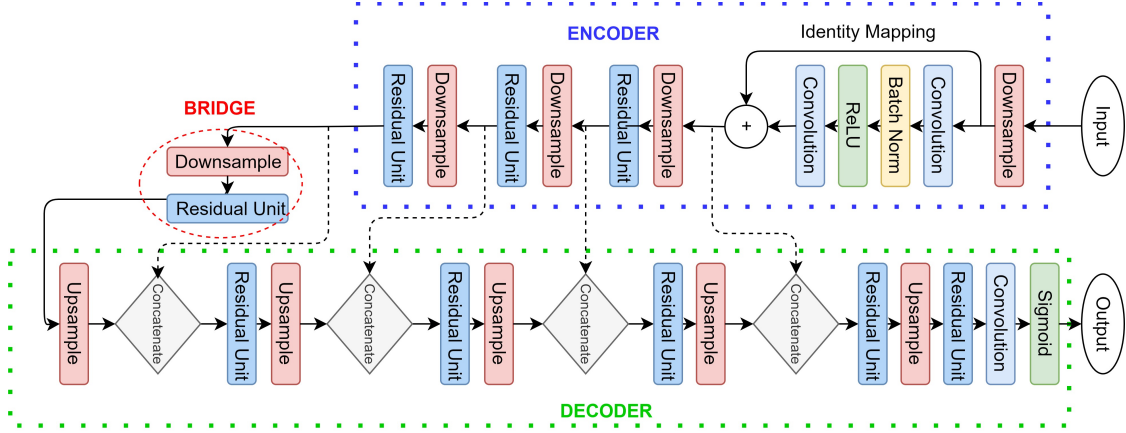 ENCODER
Identity Mapping
Residual Unit
Downsample
Residual Unit
Downsample
Residual Unit
Downsample
+
Convolution
ReLU
Batch Norm
Convolution
Downsample
Input
BRIDGE
Downsample
Residual Unit
Upsample
Concatenate
Residual Unit
Upsample
Concatenate
Residual Unit
Upsample
Concatenate
Residual Unit
Upsample
Concatenate
Residual Unit
Upsample
Residual Unit
Convolution
Sigmoid
Output
DECODER